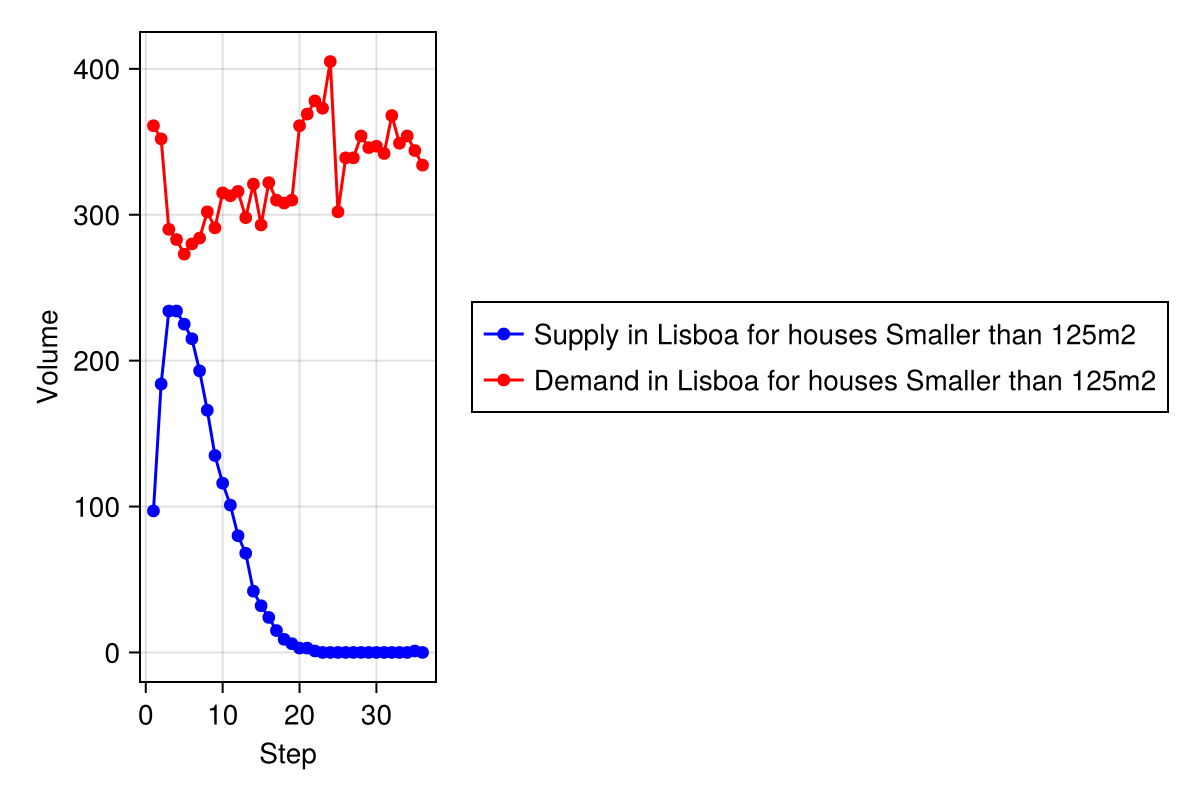 400
300
200
100
0
Volume
0 10 20 30
Step
Supply in Lisboa for houses Smaller than 125m2
Demand in Lisboa for houses Smaller than 125m2